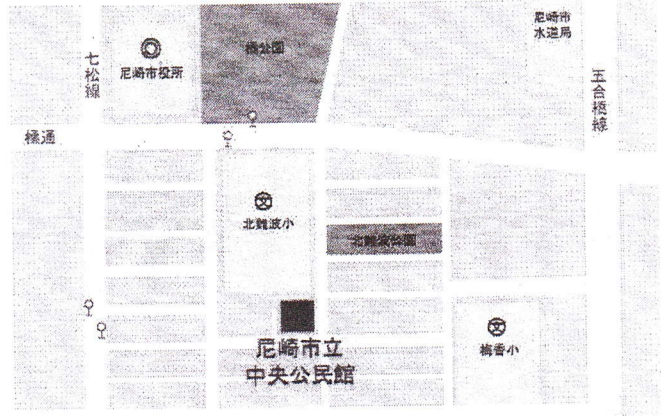 尼崎市
水道局
橘公園
七松線
尼崎市役所
五合橋線
橘通
北難波小
北難波公園
梅香小
尼崎市立
中央公民館